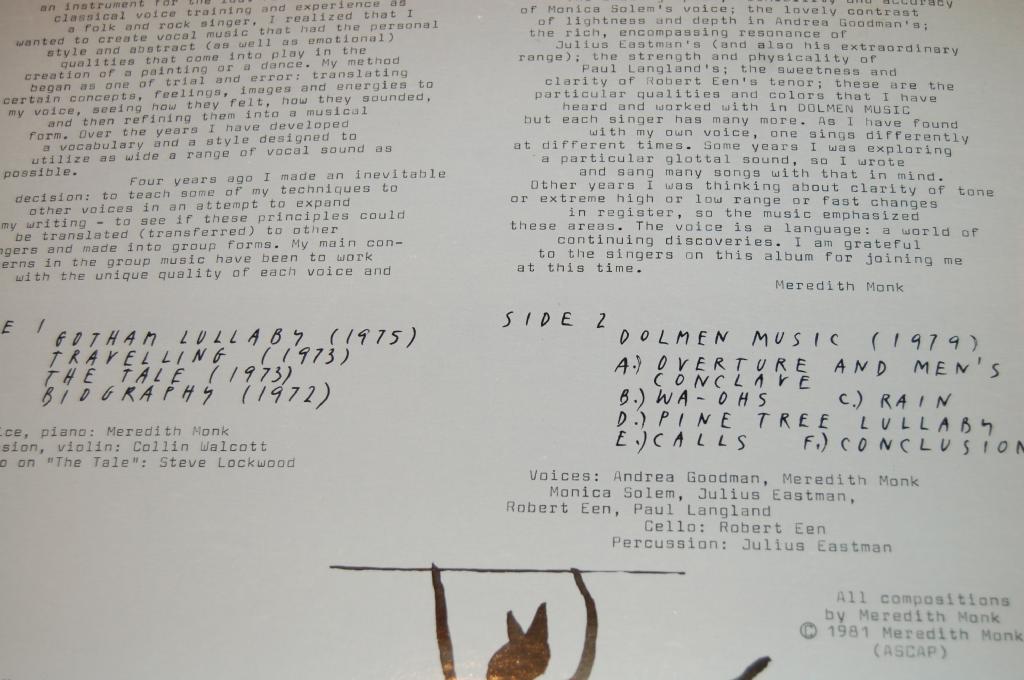 an instrument for the
classical voice training and experience as
a folk and rock singer, I realized that I
wanted to create vocal music that had the personal
style and abstract (as well as emotional)
qualities that come into play in the
creation of a painting or a dance. My method
began as one of trial and error: translating
certain concepts, feelings, images and energies to
my voice, seeing how they felt, how they sounded,
and then refining them into a musical
form. Over the years I have developed
a vocabulary and a style designed to
utilize as wide a range of vocal sound as
possible.
Four years ago I made an inevitable
decision: to teach some of my techniques to
other voices in an attempt to expand
my writing - to see if these principles could
be translated (transferred) to other
ngers and made into group forms. My main con-
erns in the group music have been to work
with the unique quality of each voice and
accuracy
of Monica Solem's voice; the lovely contrast
of lightness and depth in Andrea Goodman's;
the rich, encompassing resonance of
Julius Eastman's (and also his extraordinary
range); the strength and physicality of
Paul Langland's; the sweetness and
clarity of Robert Een's tenor; these are the
particular qualities and colors that I have
heard and worked with in DOLMEN MUSIC
but each singer has many more. As I have found
with my own voice, one sings differently
at different times. Some years I was exploring
a particular glottal sound, so I wrote
and sang many songs with that in mind.
Other years I was thinking about clarity of tone
or extreme high or low range or fast changes
in register, so the music emphasized
these areas. The voice is a language: a world of
continuing discoveries. I am grateful
to the singers on this album for joining me
at this time.
Meredith Monk
E 1
GOTHAM LULLABY (1975)
TRAVELLING (1973)
THE TALE (1973)
BIOGRAPHY (1972)
ice, piano: Meredith Monk
sion, violin: Collin Walcott
o on "The Tale": Steve Lockwood
SIDE 2
DOLMEN MUSIC (1979)
A.) OVERTURE AND MEN'S
CONCLAVE
B.) WA-OHS C.) RAIN
D.) PINE TREE LULLABY
E.) CALLS F.) CONCLUSION
Voices: Andrea Goodman, Meredith Monk
Monica Solem, Julius Eastman,
Robert Een, Paul Langland
Cello: Robert Een
Percussion: Julius Eastman
All compositions
by Meredith Monk
© 1981 Meredith Monk
(ASCAP)